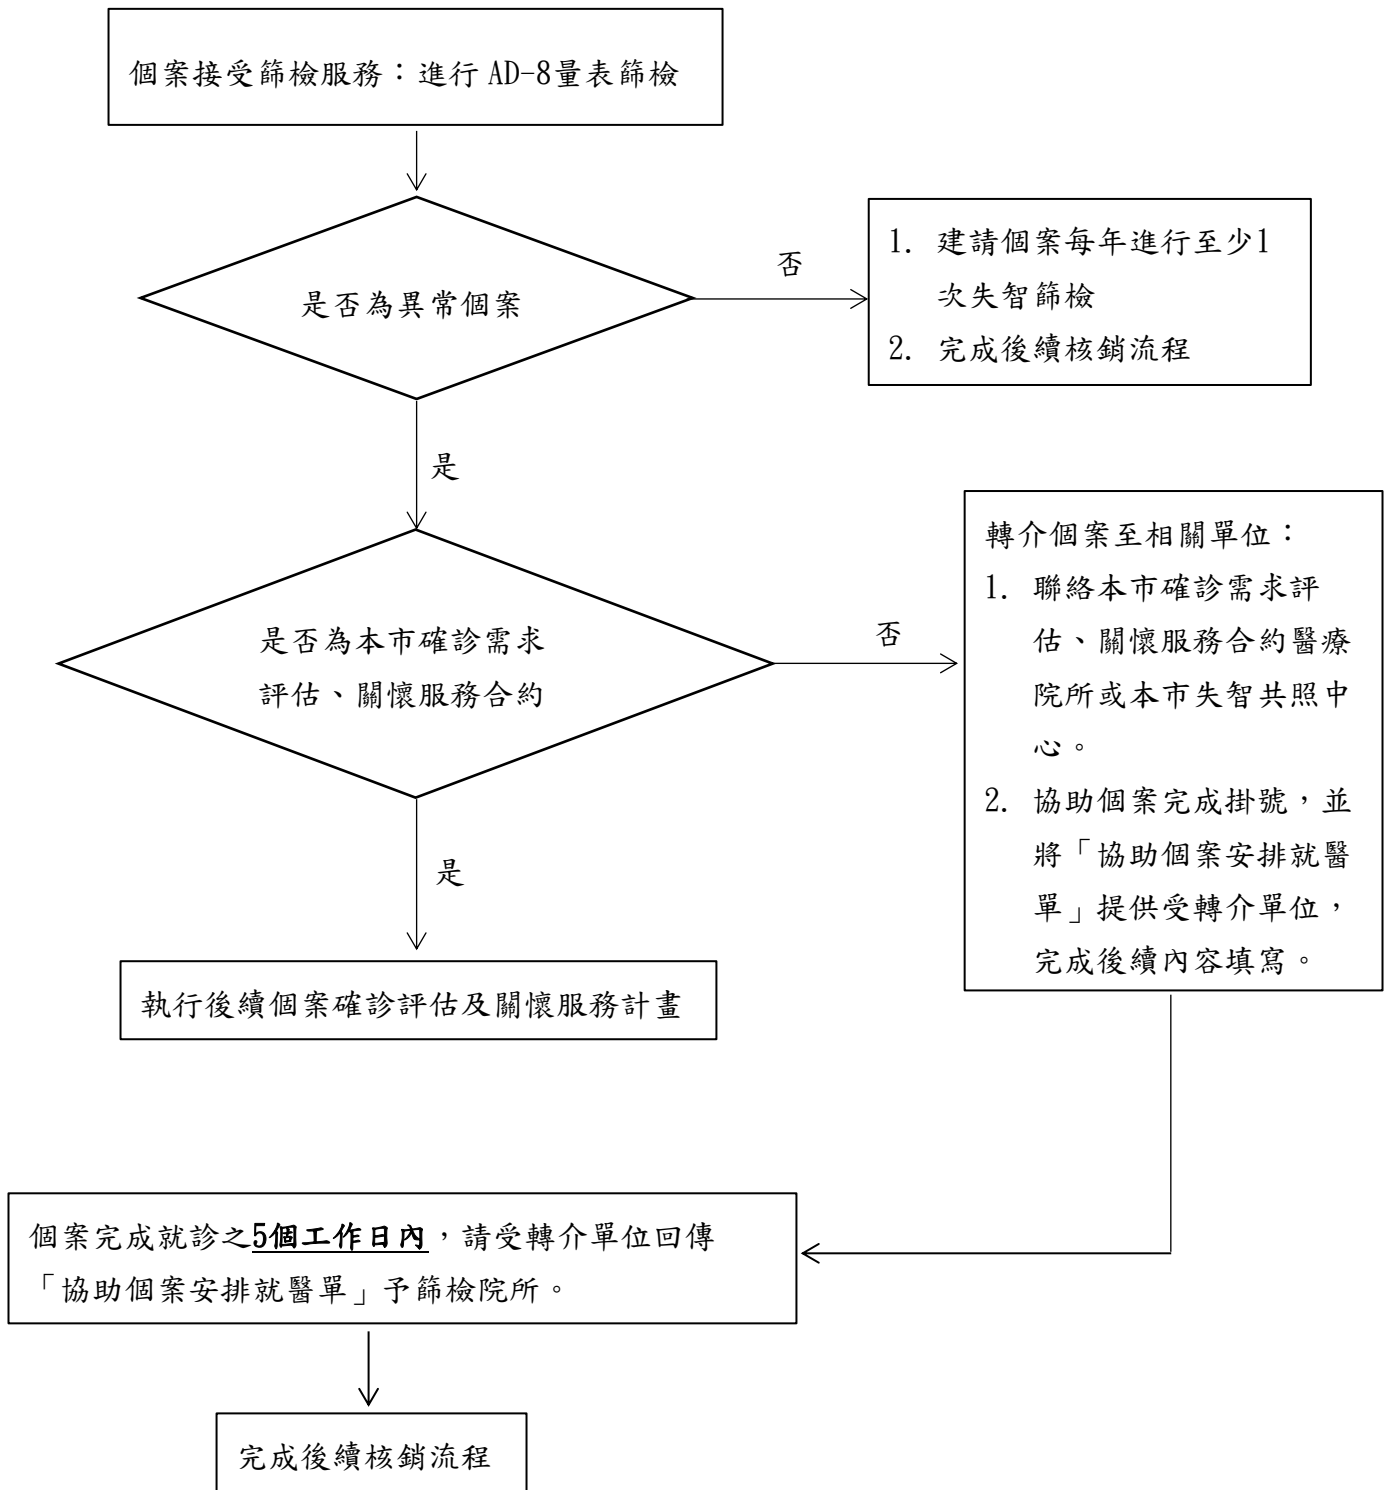 個案接受篩檢服務：進行 AD-8量表篩檢
是否為異常個案
否
1. 建請個案每年進行至少1
次失智篩檢
2. 完成後續核銷流程
是
是否為本市確診需求
評估、關懷服務合約
否
轉介個案至相關單位：
1. 聯絡本市確診需求評
估、關懷服務合約醫療
院所或本市失智共照中
心。
2. 協助個案完成掛號，並
將「協助個案安排就醫
單」提供受轉介單位，
完成後續內容填寫。
是
執行後續個案確診評估及關懷服務計畫
個案完成就診之5個工作日內，請受轉介單位回傳
「協助個案安排就醫單」予篩檢院所。
完成後續核銷流程